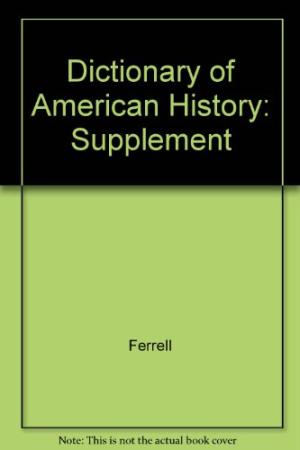 Dictionary of
American History:
Supplement
Ferrell
Note: This is not the actual book cover